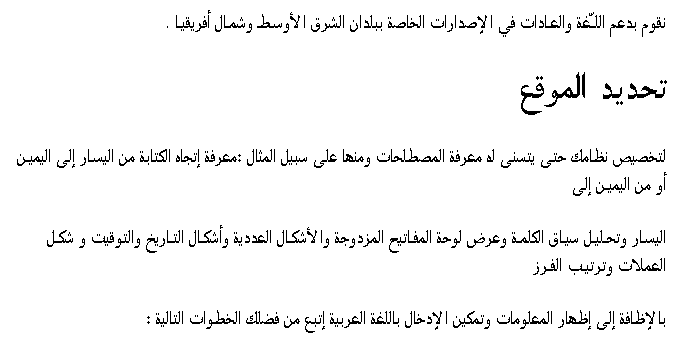 نقوم بدعم اللـّغة والعادات في الإصدارات الخاصة ببلدان الشرق الأوسط وشمال أفريقيا .
تحديد الموقع
لتخصيص نظامك حتى يتسنى له معرفة المصطلحات ومنها على سبيل المثال :معرفة إتجاه الكتابة من اليسار إلى اليمين
أو من اليمين إلى
اليسار وتحليل سياق الكلمة وعرض لوحة المفاتيح المزدوجة والأشكال العددية وأشكال التاريخ والتوقيت و شكل
العملات وترتيب الفرز
بالإظافة إلى إظهار المعلومات وتمكين الإدخال باللغة العربية إتبع من فضلك الخطوات التالية :